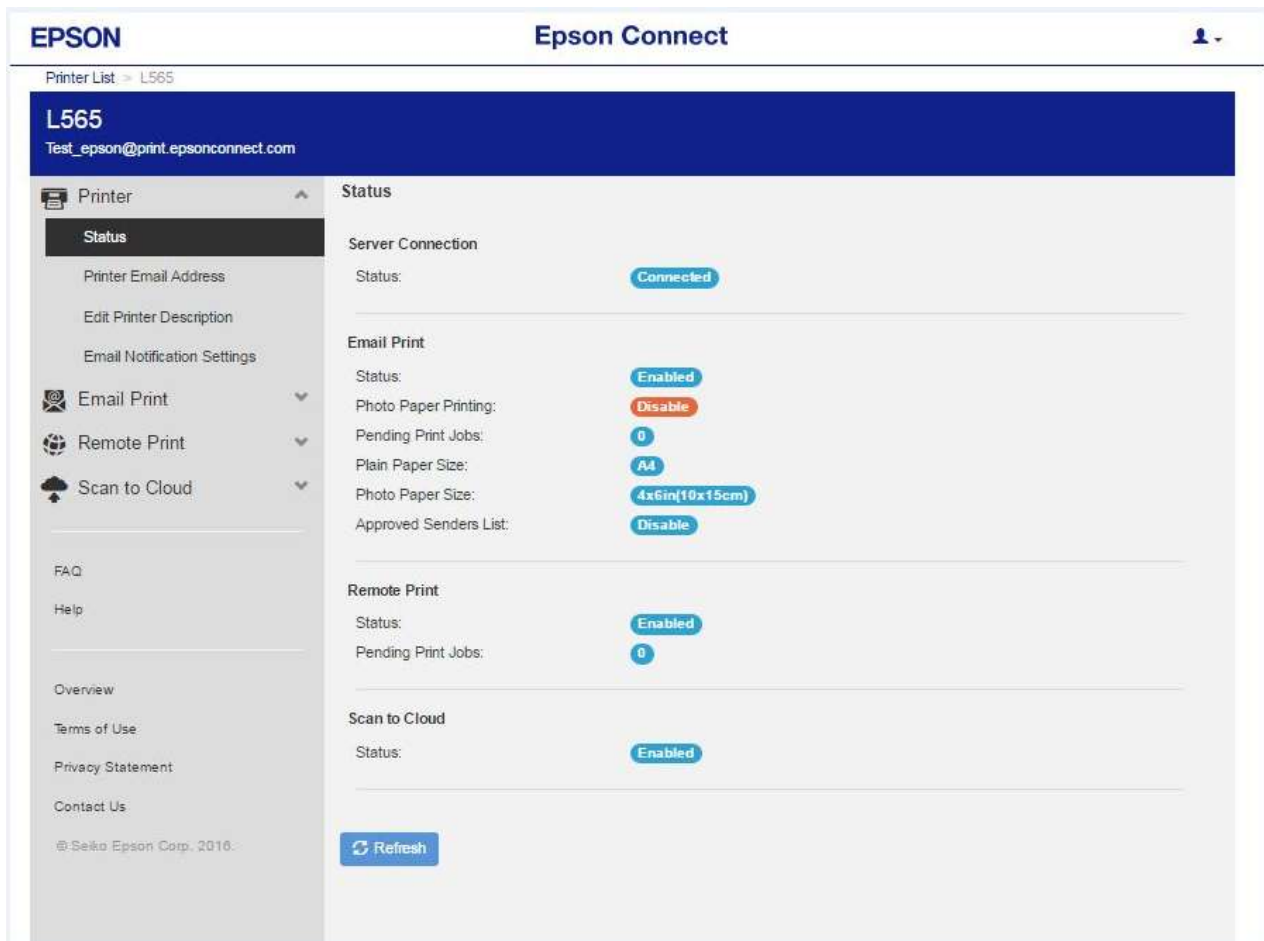 EPSON
Epson Connect
Printer List > L565
L565
Test_epson@print.epsonconnect.com
Printer
Status
Printer Email Address
Edit Printer Description
Email Notification Settings
Email Print
Remote Print
Scan to Cloud
FAQ
Help
Overview
Terms of Use
Privacy Statement
Contact Us
© Seiko Epson Corp. 2016.
Status
Server Connection
Status: Connected
Email Print
Status: Enabled
Photo Paper Printing: Disable
Pending Print Jobs: 0
Plain Paper Size: A4
Photo Paper Size: 4x6in(10x15cm)
Approved Senders List: Disable
Remote Print
Status: Enabled
Pending Print Jobs: 0
Scan to Cloud
Status: Enabled
Refresh